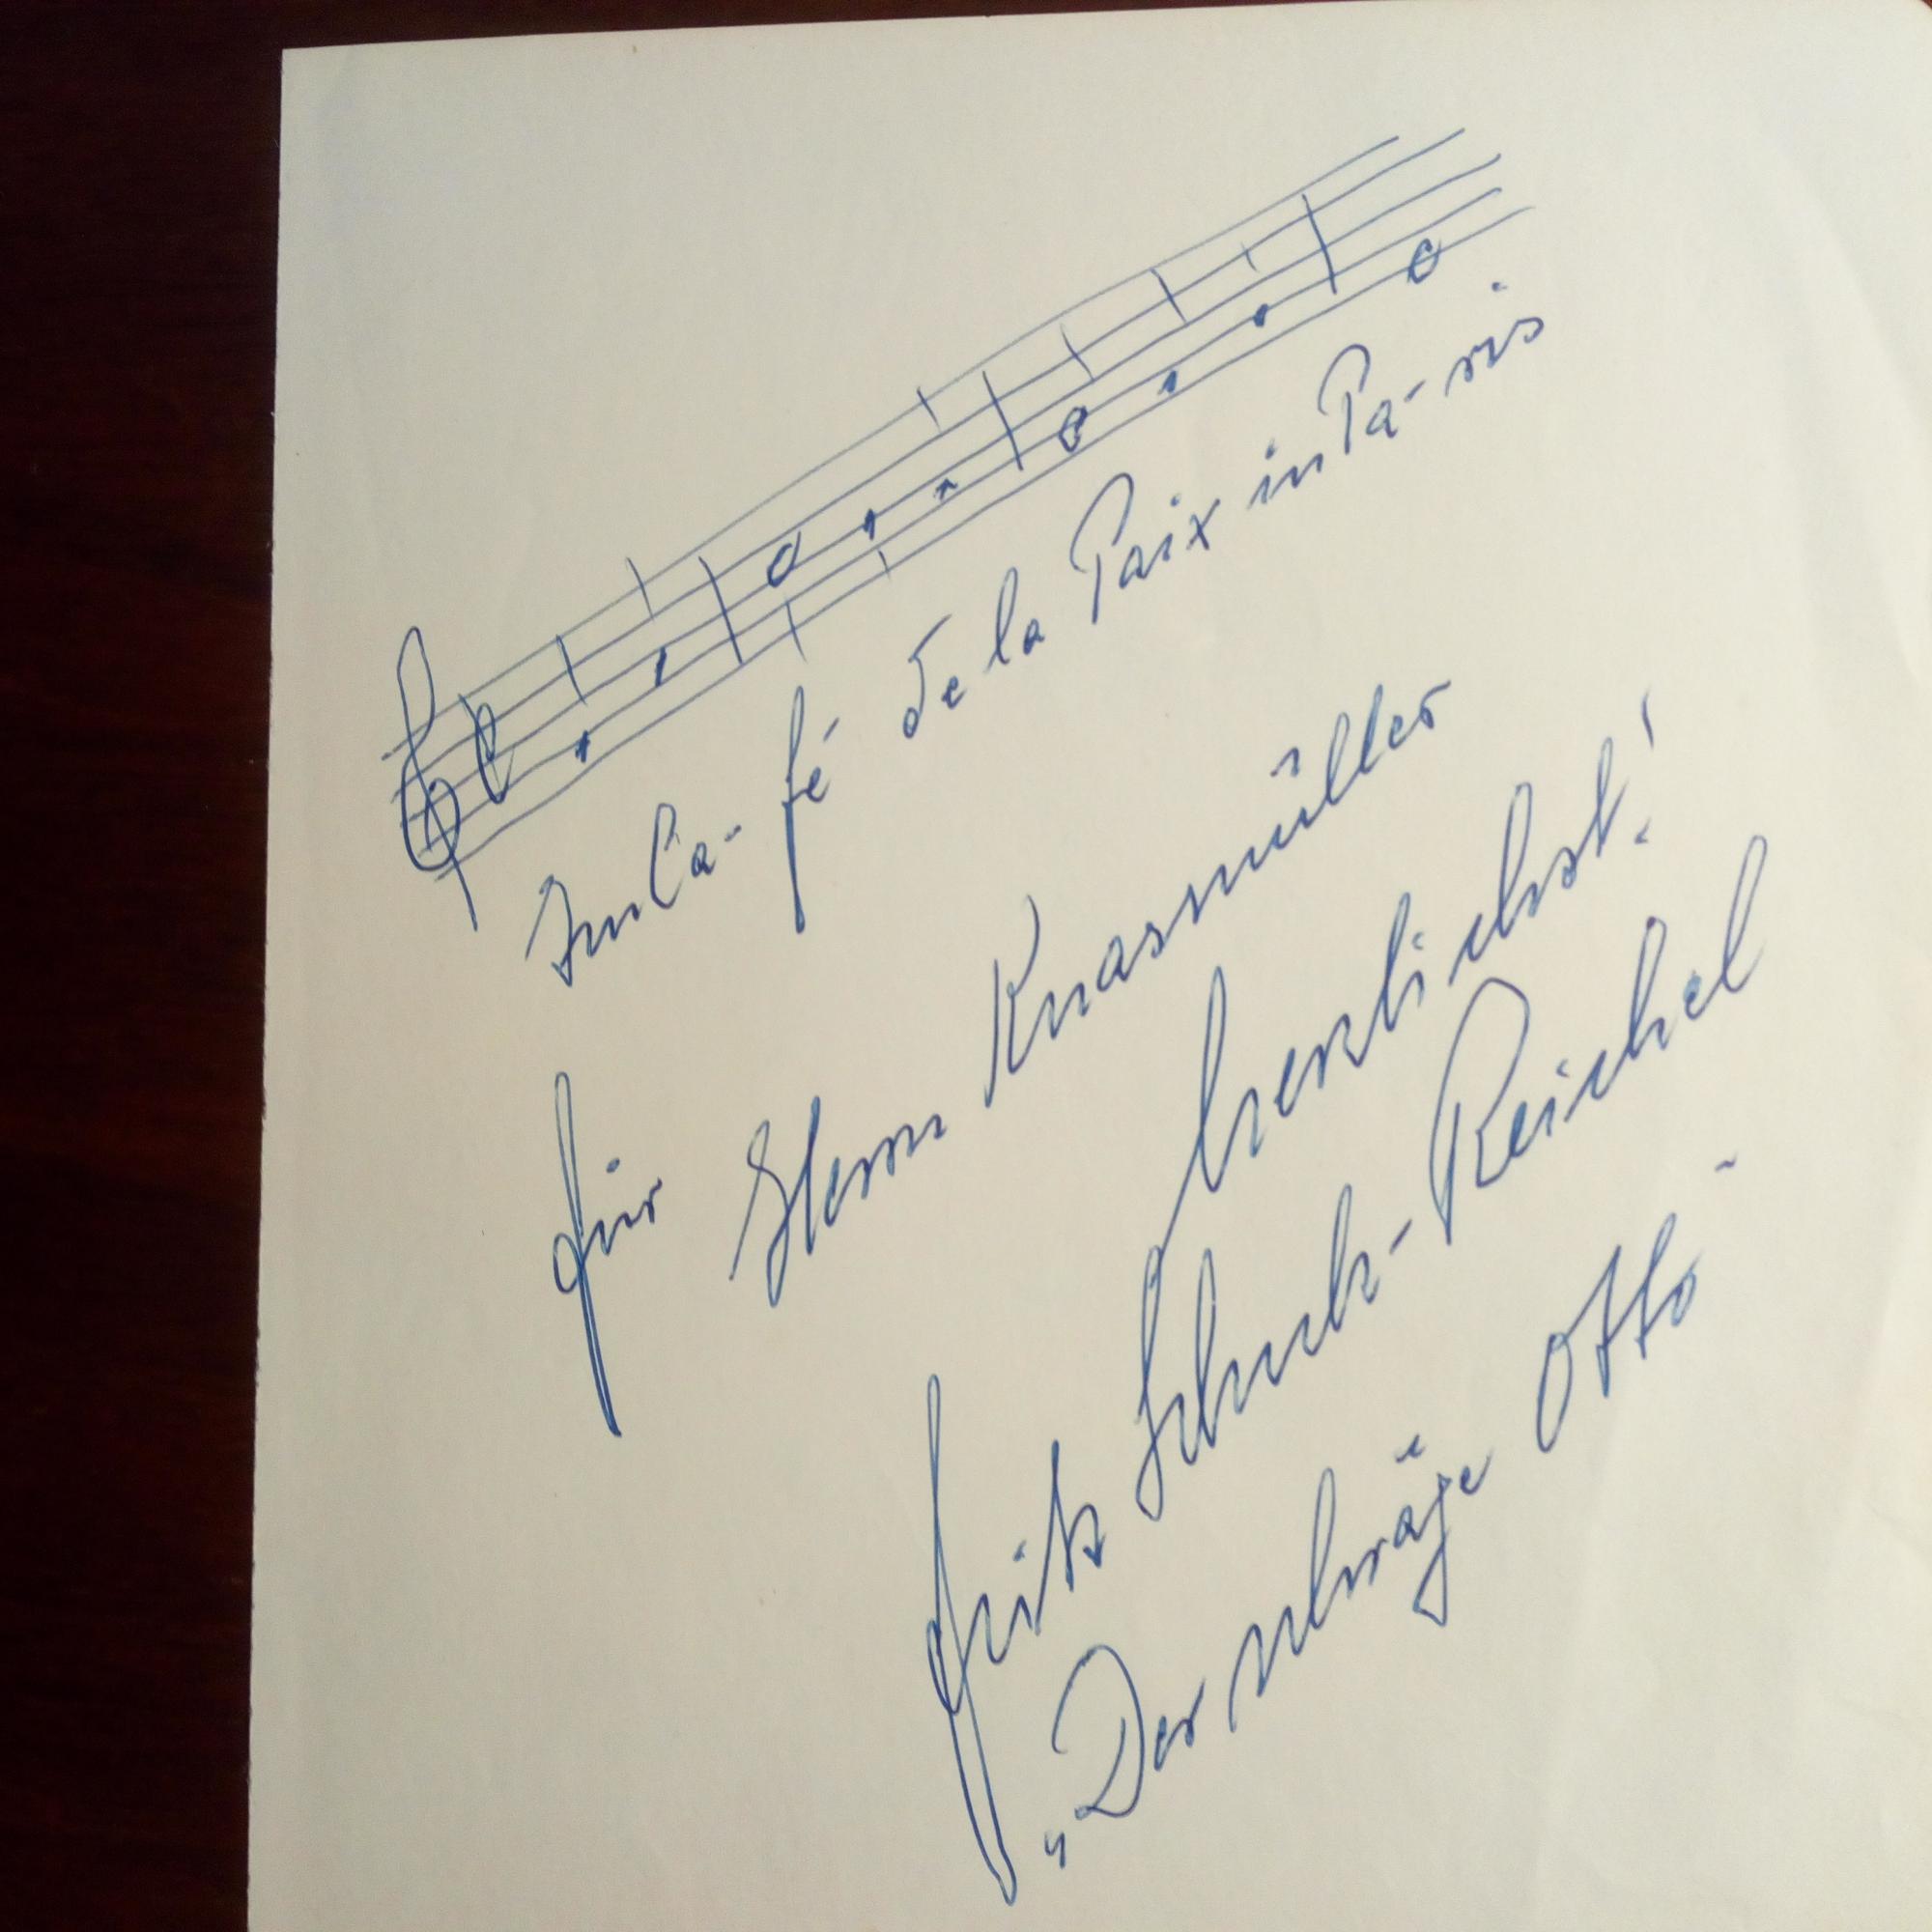 Im Ca- fé de la Paix in Pa- ris
für Herrn Knasmüller
herzlichst!
Fritz Schulz-Reichel
"Der schräge Otto"